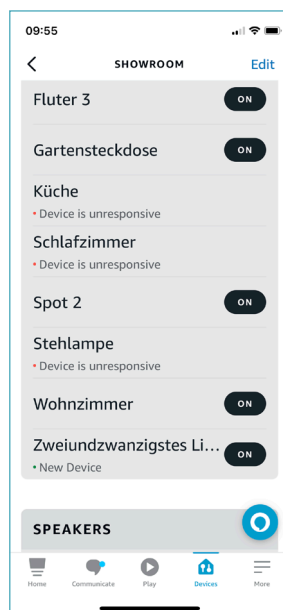 09:55
SHOWROOM Edit
Fluter 3 ON
Gartensteckdose ON
Küche
• Device is unresponsive
Schlafzimmer
• Device is unresponsive
Spot 2 ON
Stehlampe
• Device is unresponsive
Wohnzimmer ON
Zweiundzwanzigstes Li... ON
• New Device
SPEAKERS
Home Communicate Play Devices More